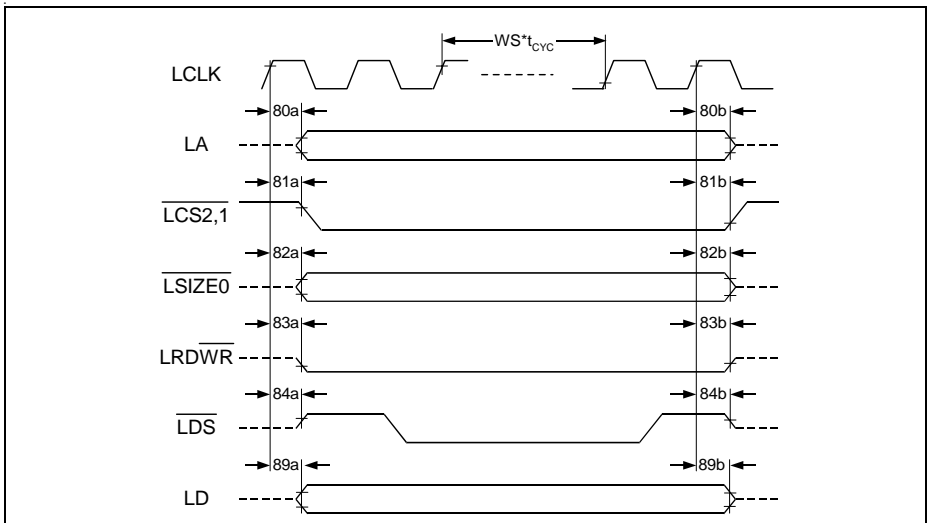 WS*tCYC
LCLK
80a 80b
LA
81a 81b
LCS2,1
82a 82b
LSIZE0
83a 83b
LRDWR
84a 84b
LDS
89a 89b
LD